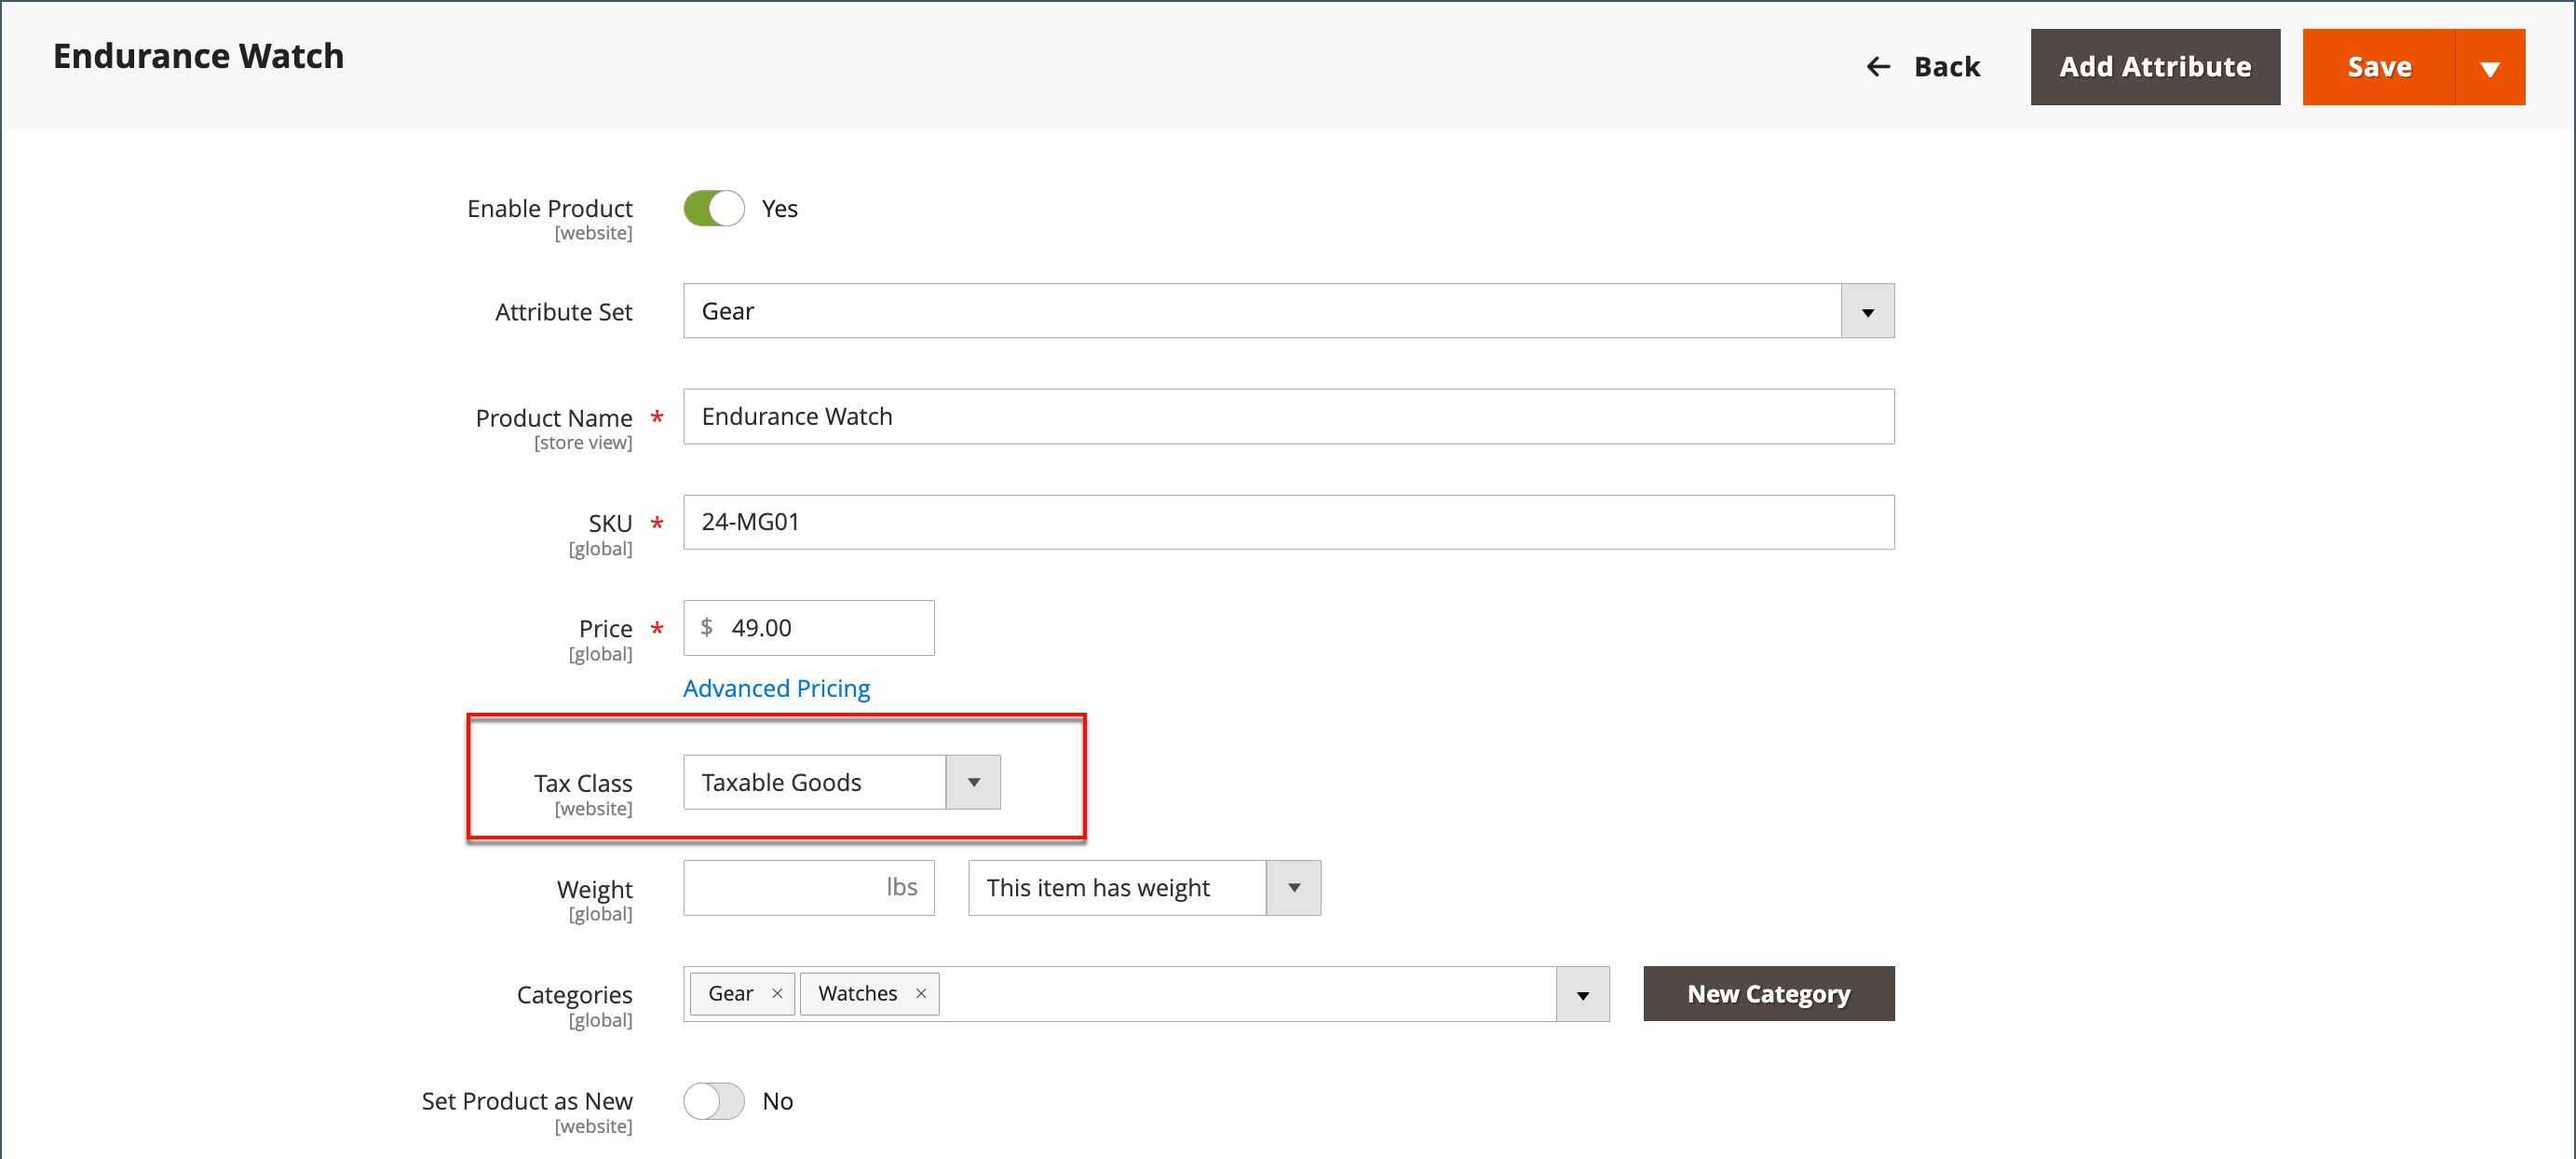 Endurance Watch
← Back
Add Attribute
Save
Enable Product
[website]
Yes
Attribute Set
Gear
Product Name *
[store view]
Endurance Watch
SKU *
[global]
24-MG01
Price *
[global]
$ 49.00
Advanced Pricing
Tax Class
[website]
Taxable Goods
Weight
[global]
lbs
This item has weight
Categories
[global]
Gear ×
Watches ×
New Category
Set Product as New
[website]
No